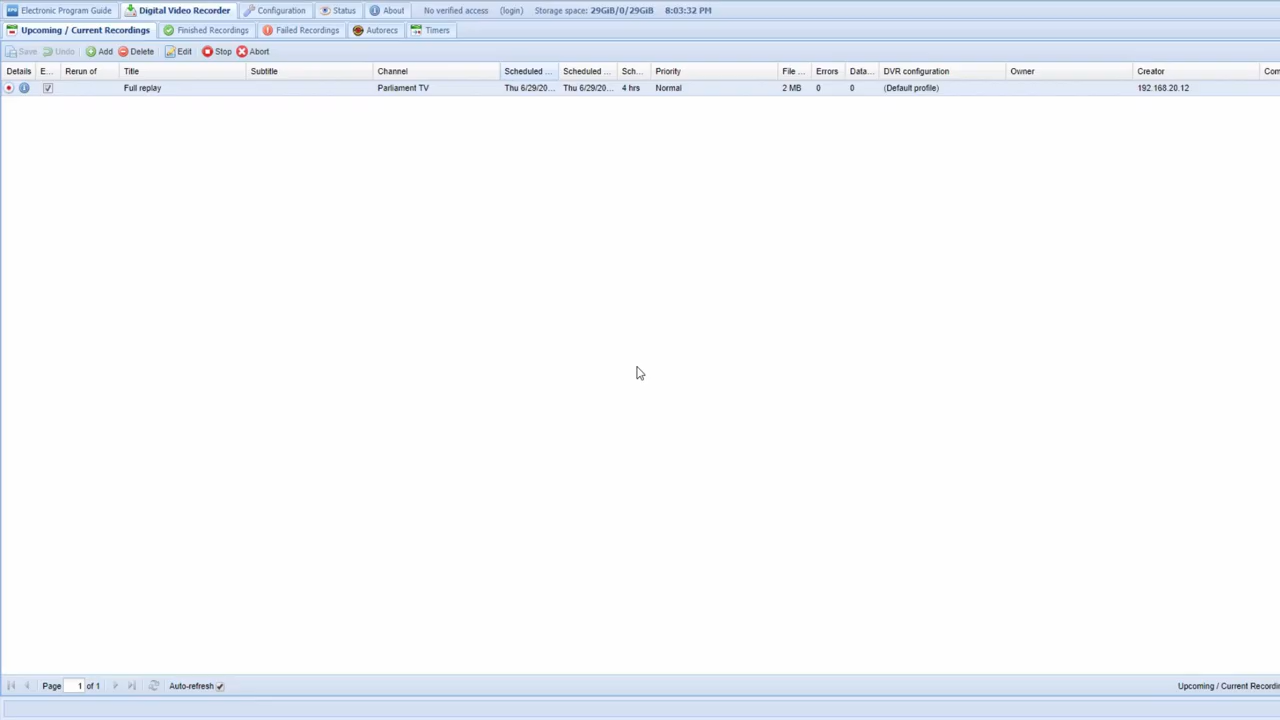 Electronic Program Guide Digital Video Recorder Configuration Status About No verified access (login) Storage space: 29GiB/0/29GiB 8:03:32 PM
Upcoming / Current Recordings Finished Recordings Failed Recordings Autorecs Timers
Save Undo Add Delete Edit Stop Abort
Details E... Rerun of Title Subtitle Channel Scheduled ... Scheduled ... Sch... Priority File ... Errors Data... DVR configuration Owner Creator Com
Full replay Parliament TV Thu 6/29/20... Thu 6/29/20... 4 hrs Normal 2 MB 0 0 (Default profile) 192.168.20.12
Page 1 of 1 Auto-refresh Upcoming / Current Recordin